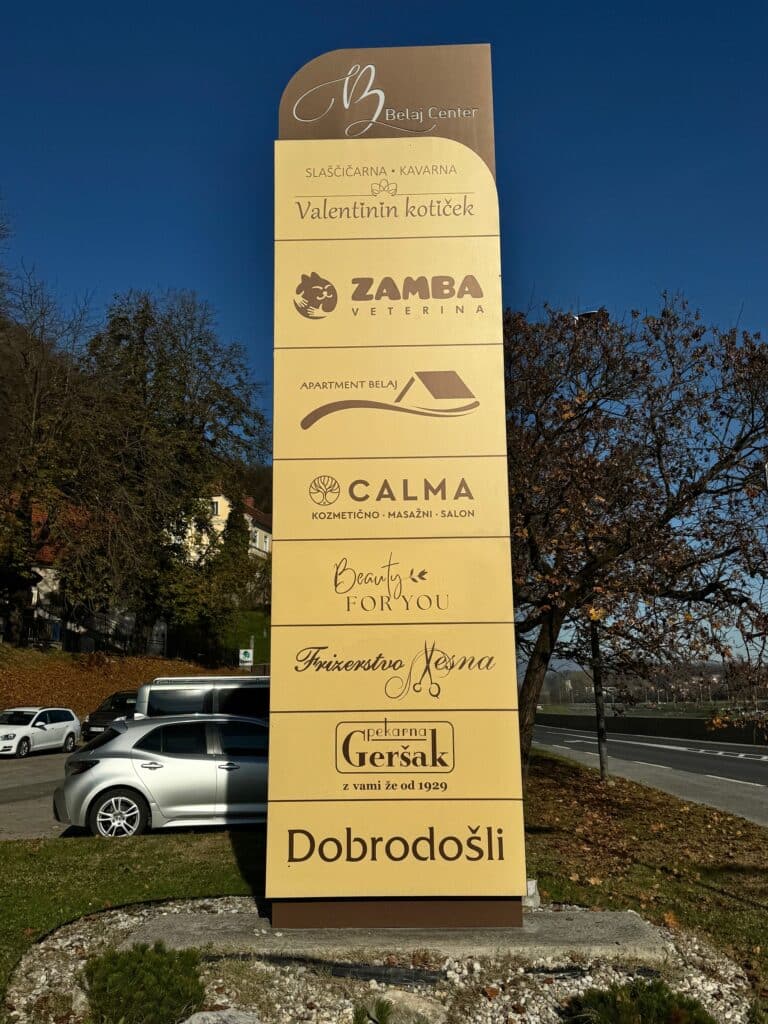 Belaj Center
SLAŠČIČARNA • KAVARNA
Valentinin kotiček
ZAMBA
VETERINA
APARTMENT BELAJ
CALMA
KOZMETIČNO · MASAŽNI · SALON
Beauty
FOR YOU
Frizerstvo Vesna
pekarna
Geršak
z vami že od 1929
Dobrodošli